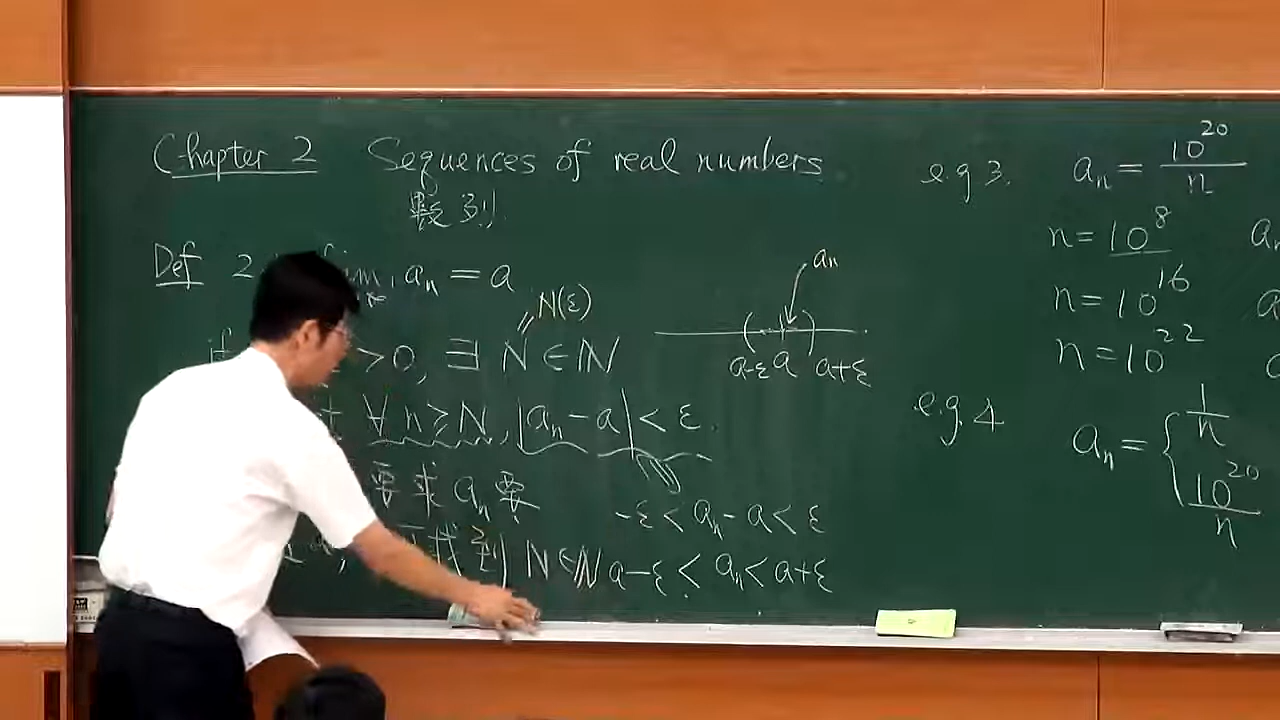 Chapter 2 Sequences of real numbers
數列
Def 2 aₙ = a
N(ε)
if >0, ∃ N ∈ ℕ
∀ n ≥ N, |aₙ - a| < ε.
要求 aₙ 要
找到 N ∈ ℕ
aₙ
a-ε a a+ε
-ε < aₙ - a < ε
a-ε < aₙ < a+ε
e.g 3. aₙ = 10²⁰/n
n = 10⁸
n = 10¹⁶
n = 10²²
e.g. 4 aₙ = { 1/n
10²⁰/n